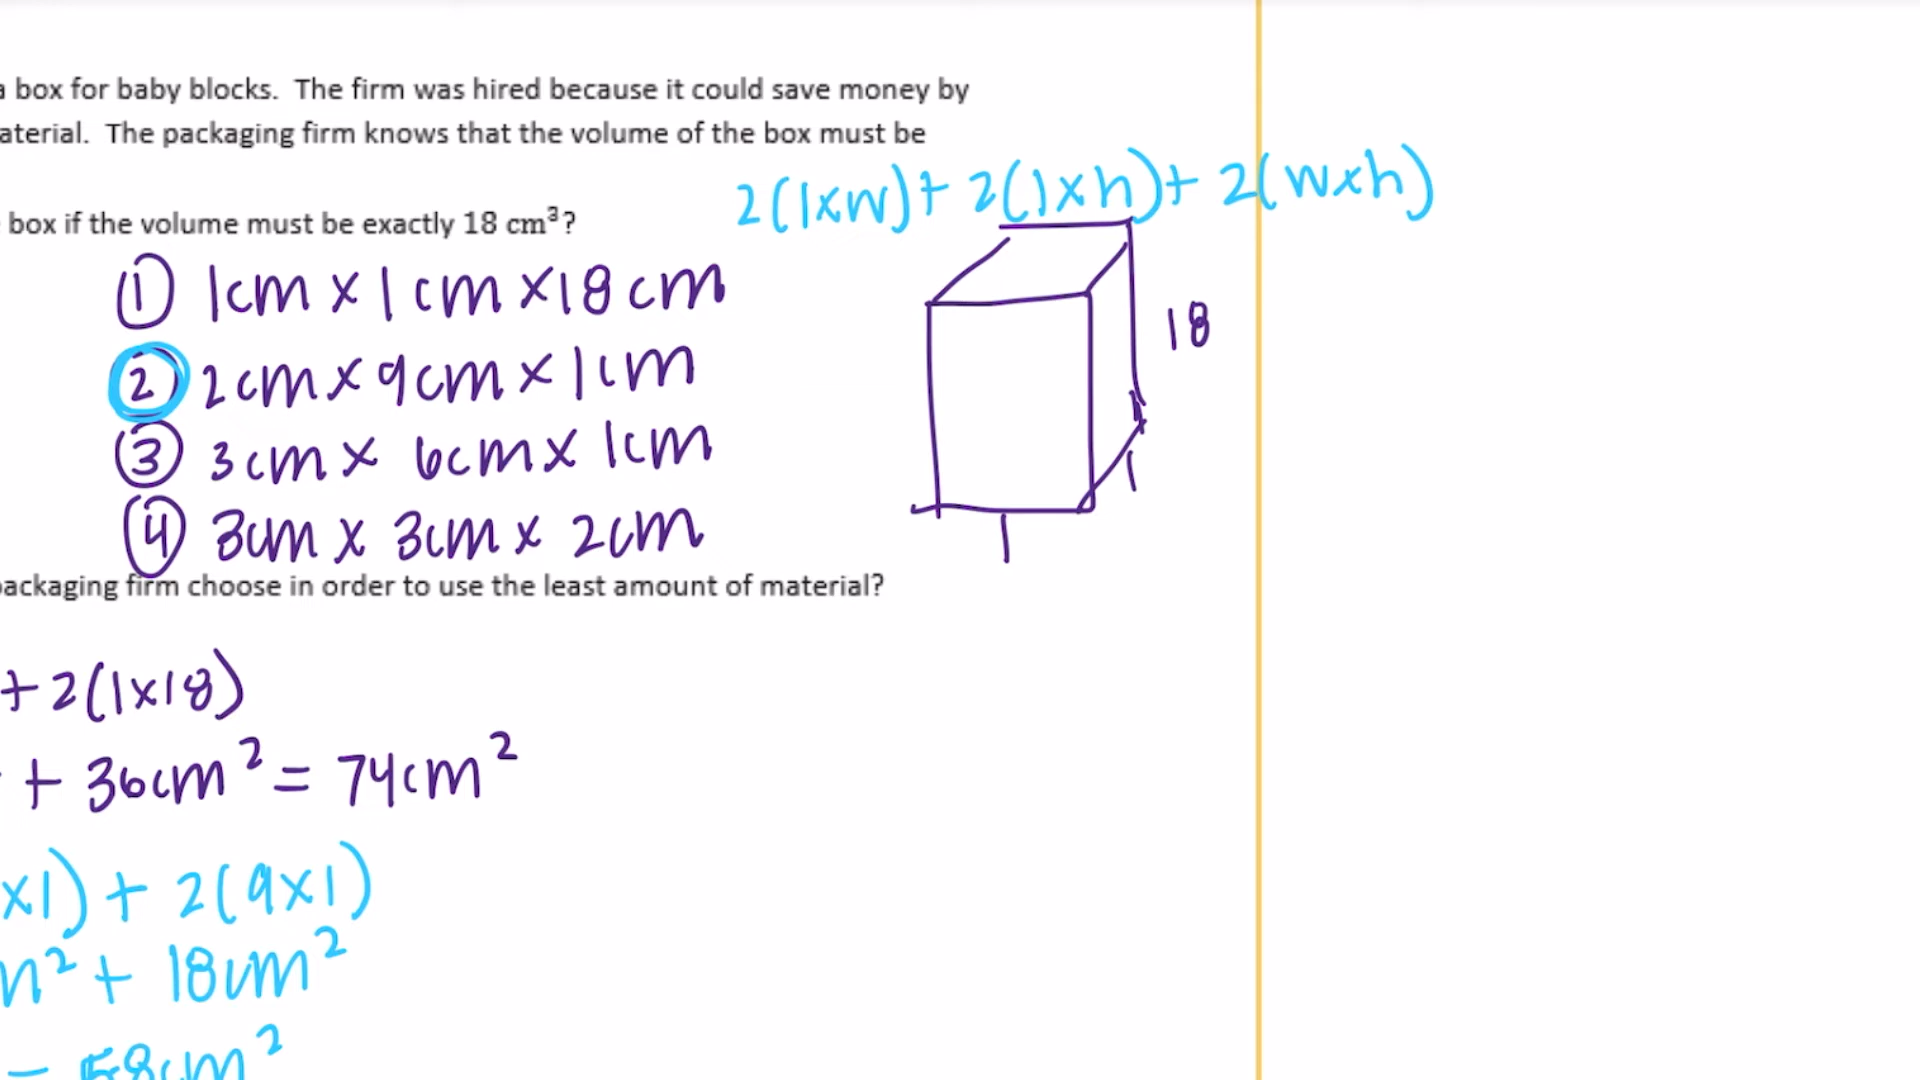 box for baby blocks. The firm was hired because it could save money by
aterial. The packaging firm knows that the volume of the box must be
2(l×w)+ 2(l×h)+ 2(w×h)
box if the volume must be exactly 18 cm³?
① 1cm × 1cm ×18cm
② 2cm × 9cm × 1cm
③ 3cm × 6cm × 1cm
④ 3cm × 3cm × 2cm
18
1
1
ackaging firm choose in order to use the least amount of material?
+2(1×18)
+ 36cm² = 74cm²
×1) + 2(9×1)
m² + 18cm²
= 58cm²